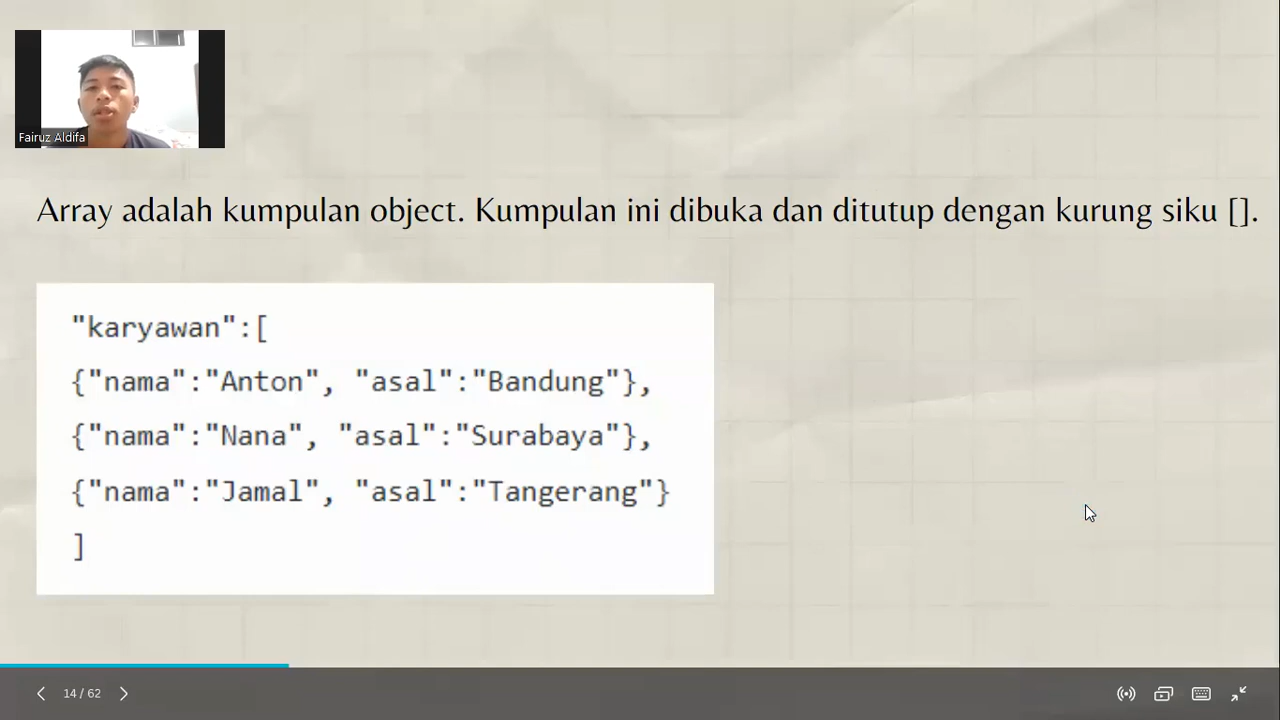 Fairuz Aldifa
Array adalah kumpulan object. Kumpulan ini dibuka dan ditutup dengan kurung siku [].
"karyawan":[
{"nama":"Anton", "asal":"Bandung"},
{"nama":"Nana", "asal":"Surabaya"},
{"nama":"Jamal", "asal":"Tangerang"}
]
14 / 62